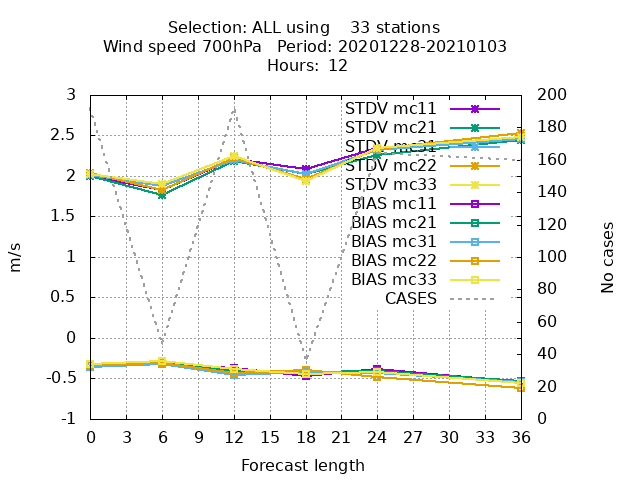 Selection: ALL using    33 stations
Wind speed 700hPa   Period: 20201228-20210103
Hours:  12
3
2.5
2
1.5
1
0.5
0
-0.5
-1
m/s
200
180
160
140
120
100
80
60
40
20
0
No cases
STDV mc11
STDV mc21
STDV mc31
STDV mc22
STDV mc33
BIAS mc11
BIAS mc21
BIAS mc31
BIAS mc22
BIAS mc33
CASES
0 3 6 9 12 15 18 21 24 27 30 33 36
Forecast length